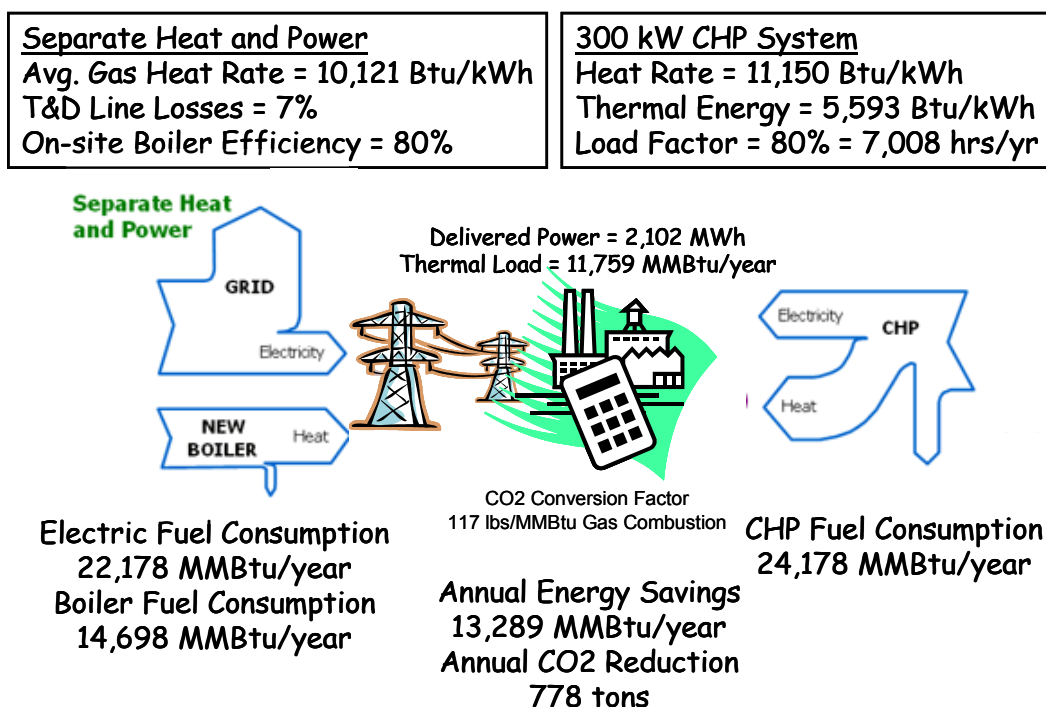 Separate Heat and Power
Avg. Gas Heat Rate = 10,121 Btu/kWh
T&D Line Losses = 7%
On-site Boiler Efficiency = 80%
300 kW CHP System
Heat Rate = 11,150 Btu/kWh
Thermal Energy = 5,593 Btu/kWh
Load Factor = 80% = 7,008 hrs/yr
Separate Heat
and Power
GRID
Electricity
NEW
BOILER
Heat
Delivered Power = 2,102 MWh
Thermal Load = 11,759 MMBtu/year
Electricity
CHP
Heat
CO2 Conversion Factor
117 lbs/MMBtu Gas Combustion
Electric Fuel Consumption
22,178 MMBtu/year
Boiler Fuel Consumption
14,698 MMBtu/year
Annual Energy Savings
13,289 MMBtu/year
Annual CO2 Reduction
778 tons
CHP Fuel Consumption
24,178 MMBtu/year